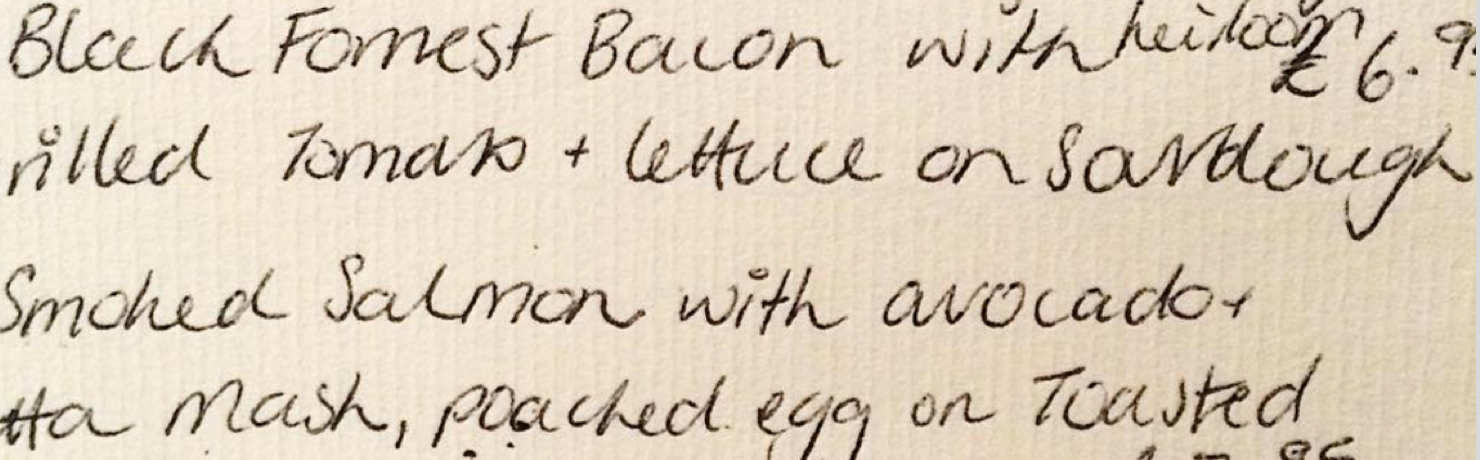 Black Forrest Bacon with heirloom £6.9
rilled Tomato + lettuce on Sourdough
Smoked Salmon with avocado +
tta Mash, poached egg on Toasted